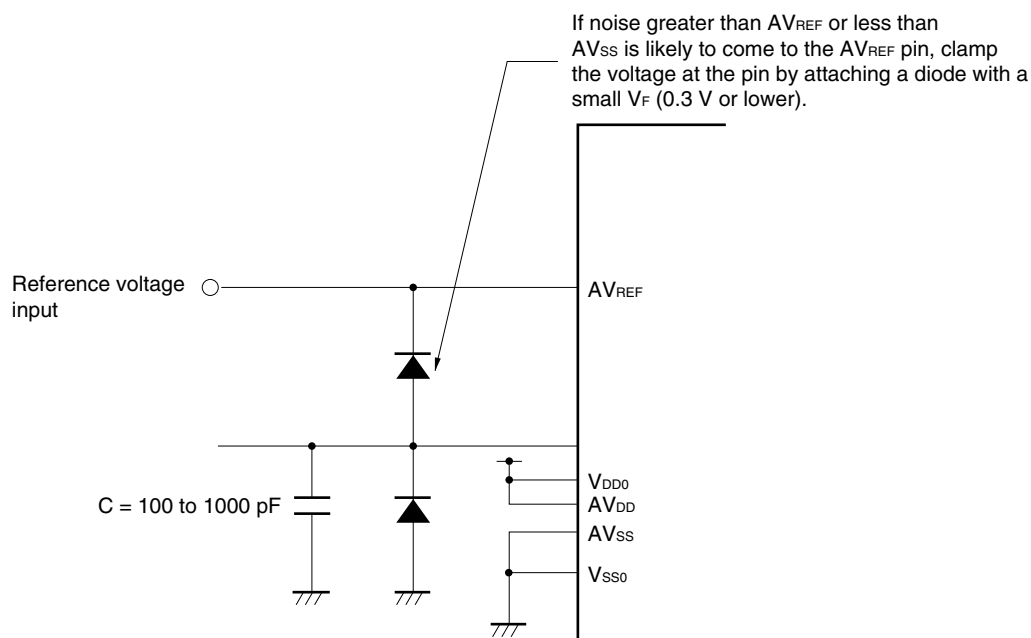 If noise greater than AVREF or less than
AVSS is likely to come to the AVREF pin, clamp
the voltage at the pin by attaching a diode with a
small VF (0.3 V or lower).
Reference voltage
input
AVREF
C = 100 to 1000 pF
VDD0
AVDD
AVSS
VSS0